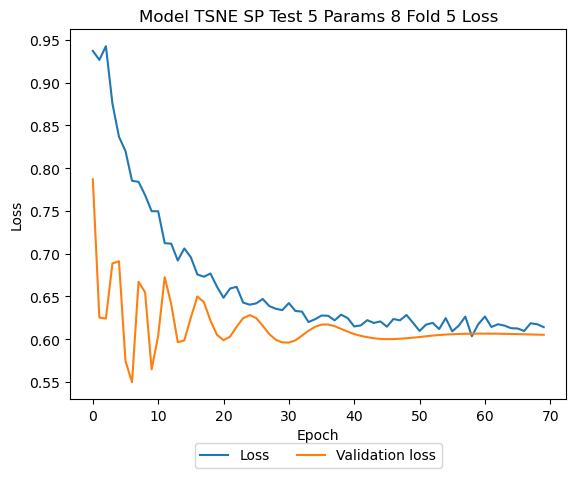 Model TSNE SP Test 5 Params 8 Fold 5 Loss
0.95
0.90
0.85
0.80
0.75
0.70
0.65
0.60
0.55
Loss
0 10 20 30 40 50 60 70
Epoch
Loss Validation loss